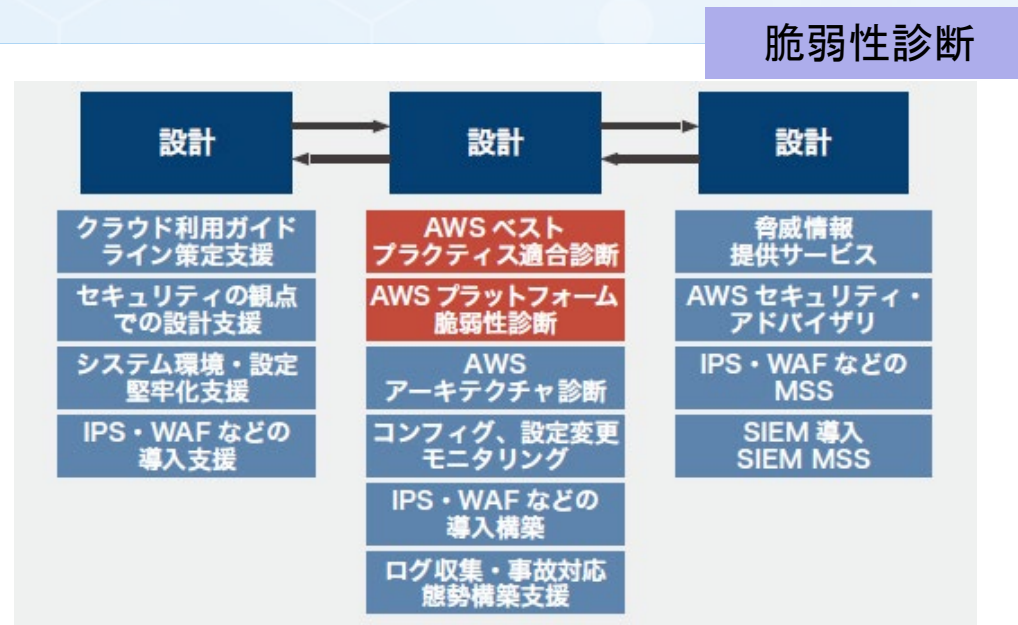 脆弱性診断
設計
設計
設計
クラウド利用ガイド
ライン策定支援
セキュリティの観点
での設計支援
システム環境・設定
堅牢化支援
IPS・WAF などの
導入支援
AWS ベスト
プラクティス適合診断
AWS プラットフォーム
脆弱性診断
AWS
アーキテクチャ診断
コンフィグ、設定変更
モニタリング
IPS・WAF などの
導入構築
ログ収集・事故対応
態勢構築支援
脅威情報
提供サービス
AWS セキュリティ・
アドバイザリ
IPS・WAF などの
MSS
SIEM 導入
SIEM MSS